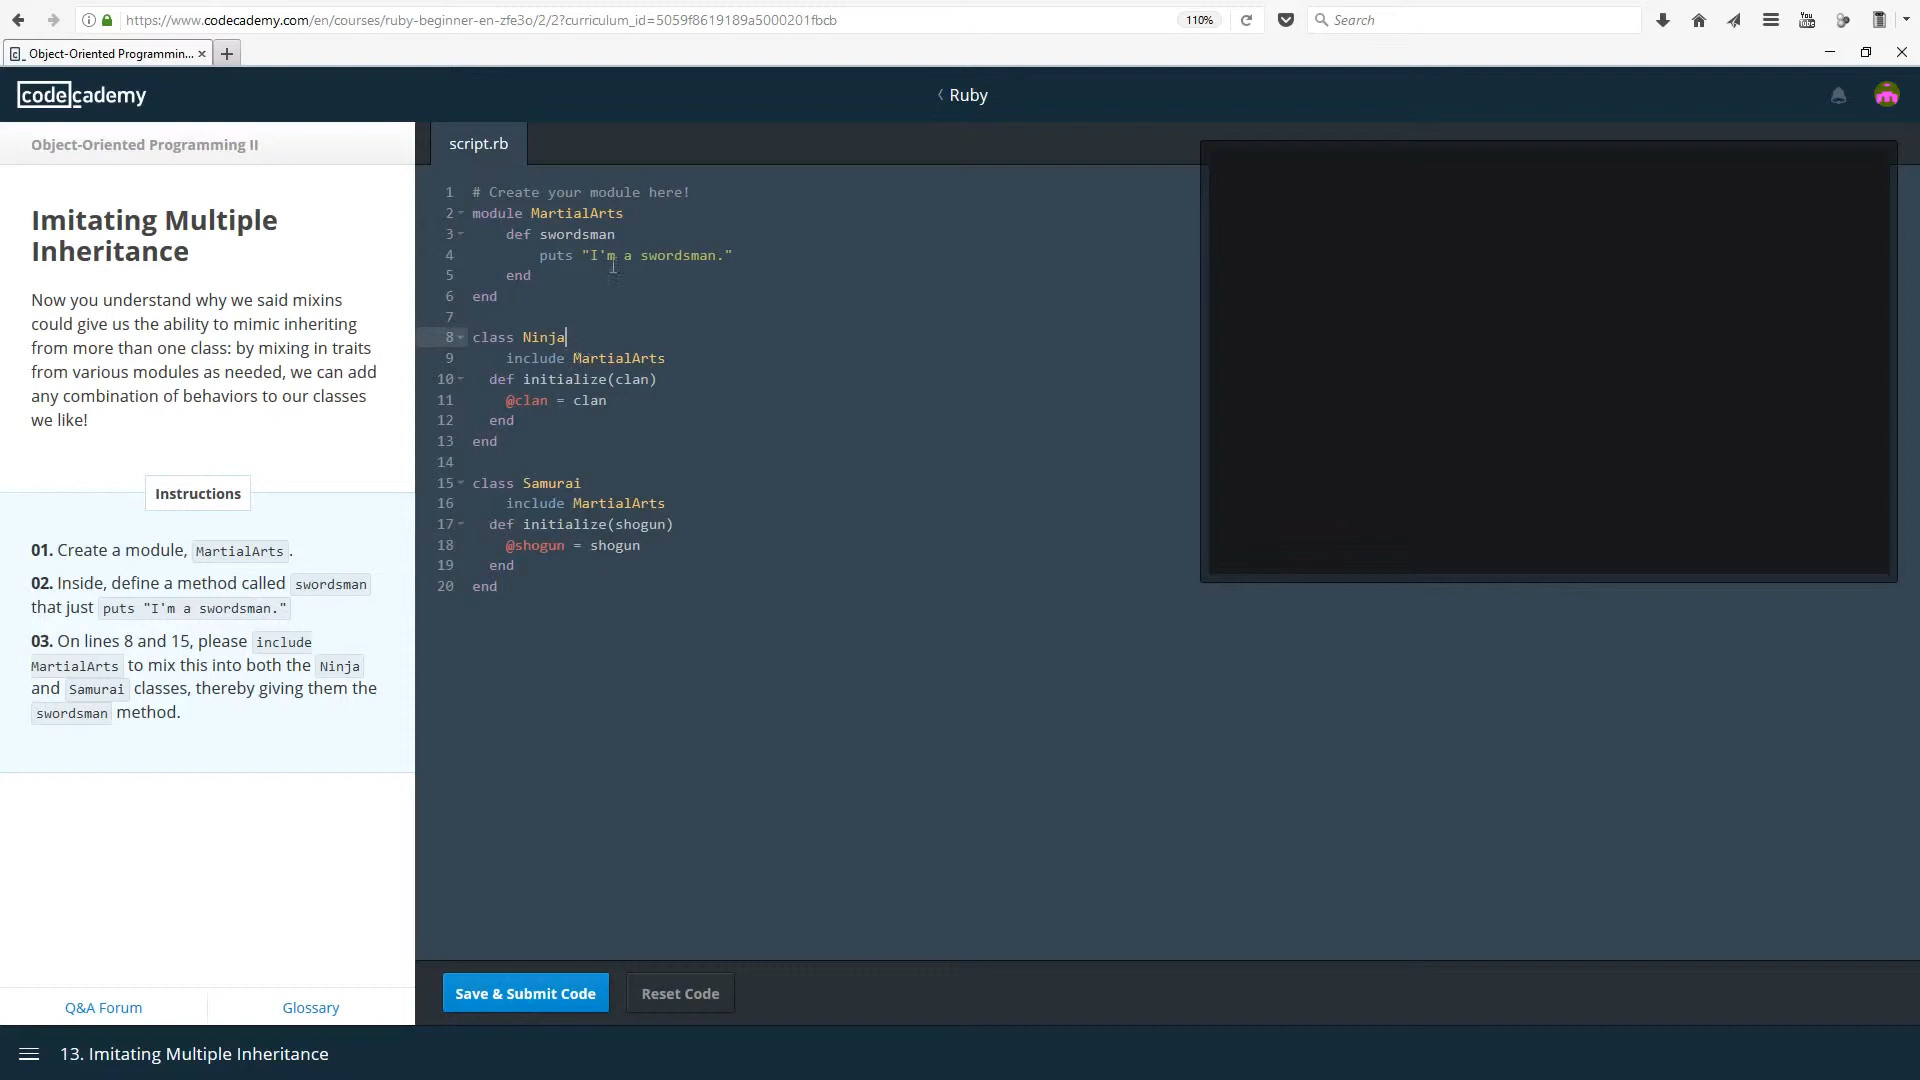 https://www.codecademy.com/en/courses/ruby-beginner-en-zfe3o/2/2?curriculum_id=5059f8619189a5000201fbcb
110%
Search
You
Tube
Object-Oriented Programmin...
codecademy
Ruby
Object-Oriented Programming II
script.rb
Imitating Multiple
Inheritance
Now you understand why we said mixins
could give us the ability to mimic inheriting
from more than one class: by mixing in traits
from various modules as needed, we can add
any combination of behaviors to our classes
we like!
Instructions
01. Create a module, MartialArts.
02. Inside, define a method called swordsman
that just puts "I'm a swordsman."
03. On lines 8 and 15, please include
MartialArts to mix this into both the Ninja
and Samurai classes, thereby giving them the
swordsman method.
Q&A Forum
Glossary
1 # Create your module here!
2 module MartialArts
3 def swordsman
4 puts "I'm a swordsman."
5 end
6 end
7
8 class Ninja
9 include MartialArts
10 def initialize(clan)
11 @clan = clan
12 end
13 end
14
15 class Samurai
16 include MartialArts
17 def initialize(shogun)
18 @shogun = shogun
19 end
20 end
Save & Submit Code
Reset Code
13. Imitating Multiple Inheritance